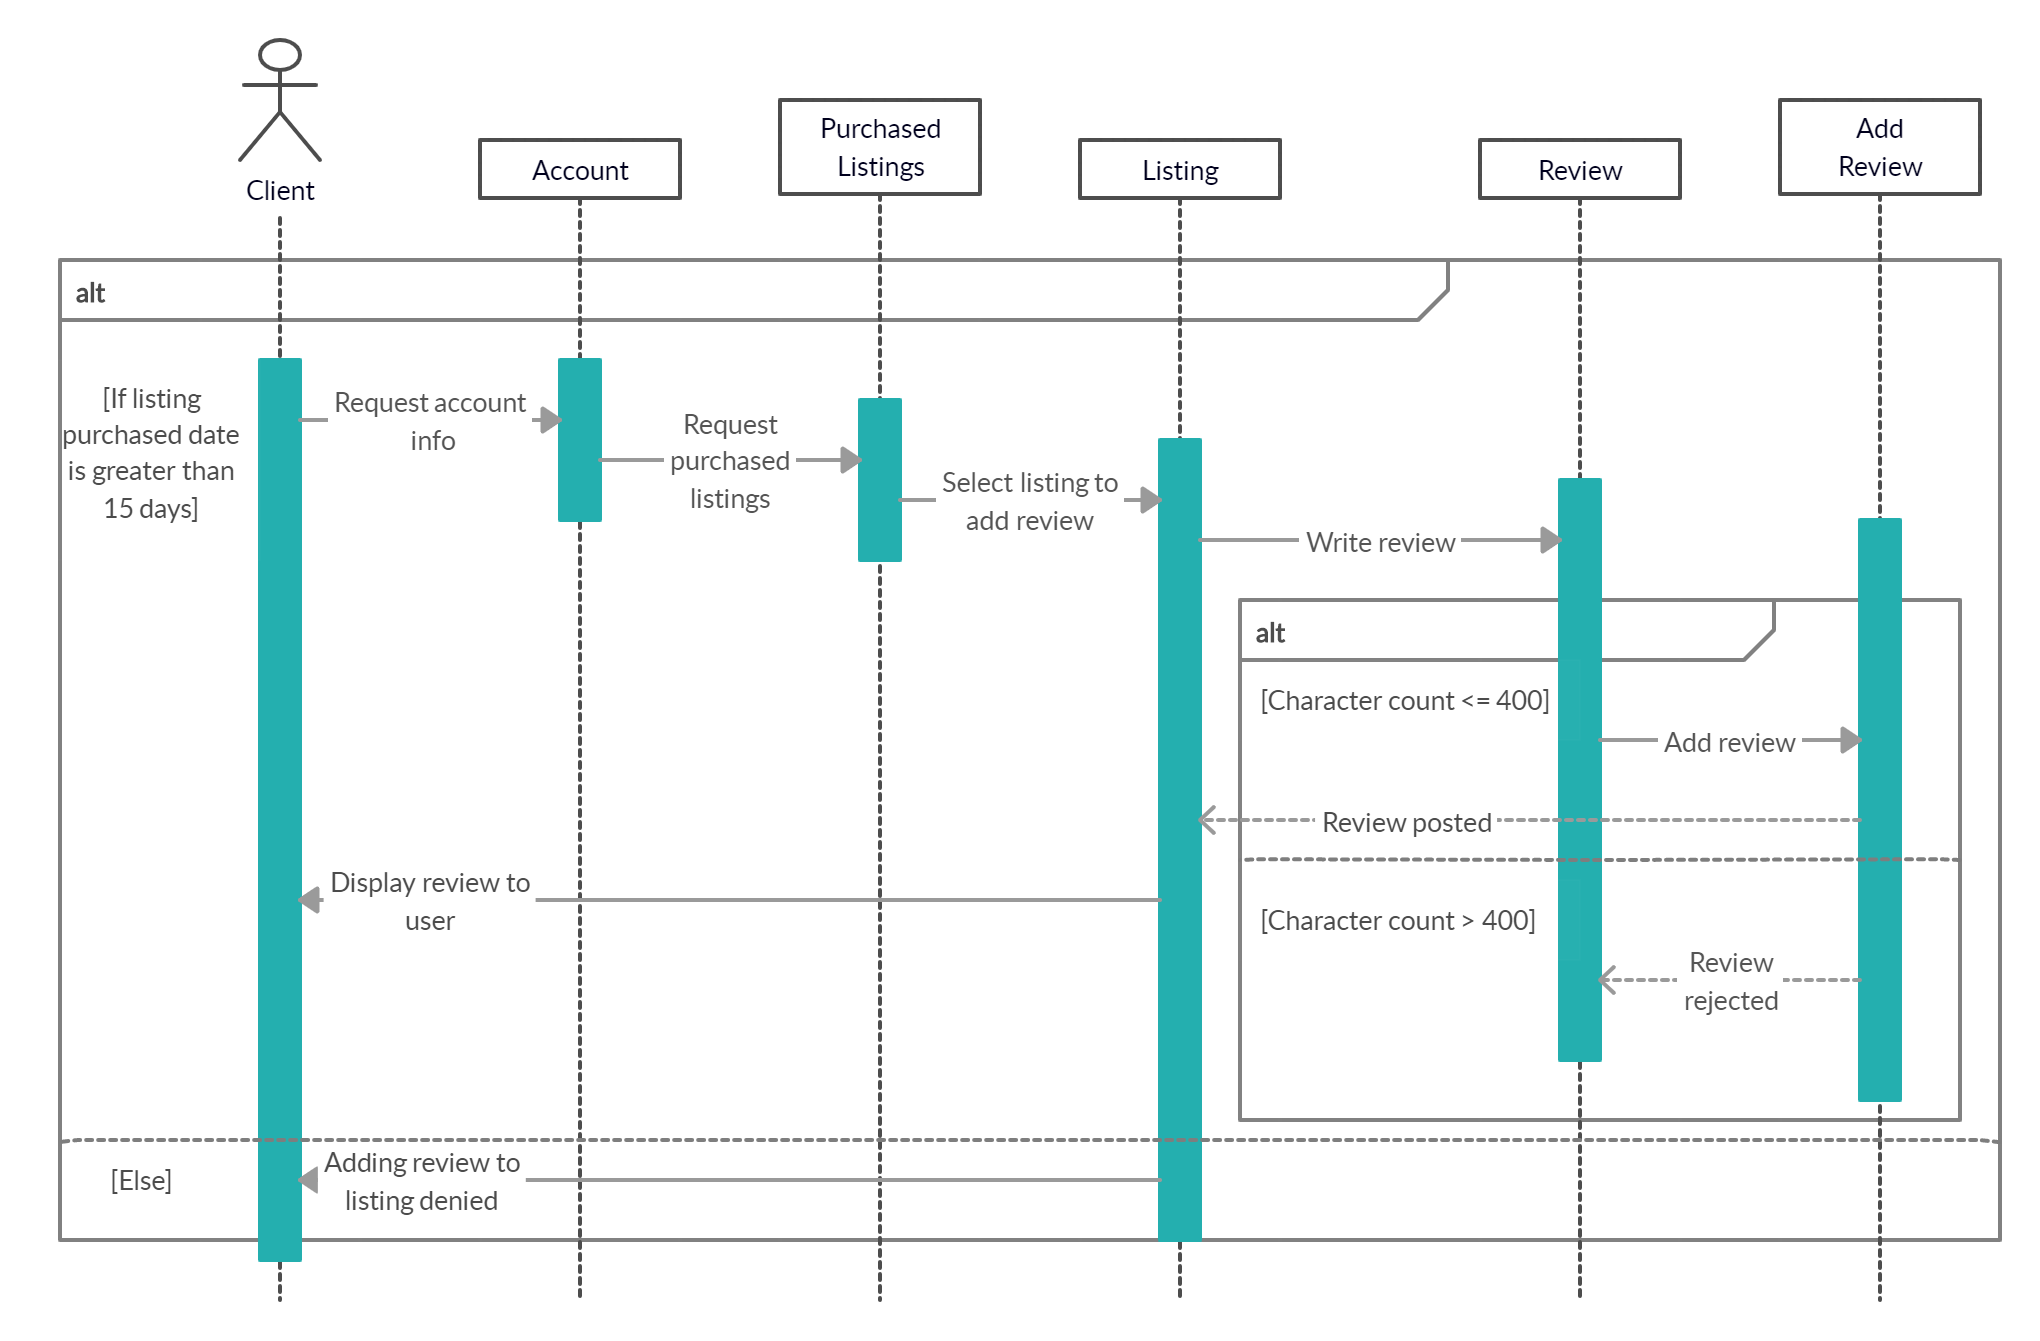 Client
Account
Purchased
Listings
Listing
Review
Add
Review
alt
[If listing
purchased date
is greater than
15 days]
Request account
info
Request
purchased
listings
Select listing to
add review
Write review
alt
[Character count <= 400]
Add review
Review posted
Display review to
user
[Character count > 400]
Review
rejected
[Else]
Adding review to
listing denied